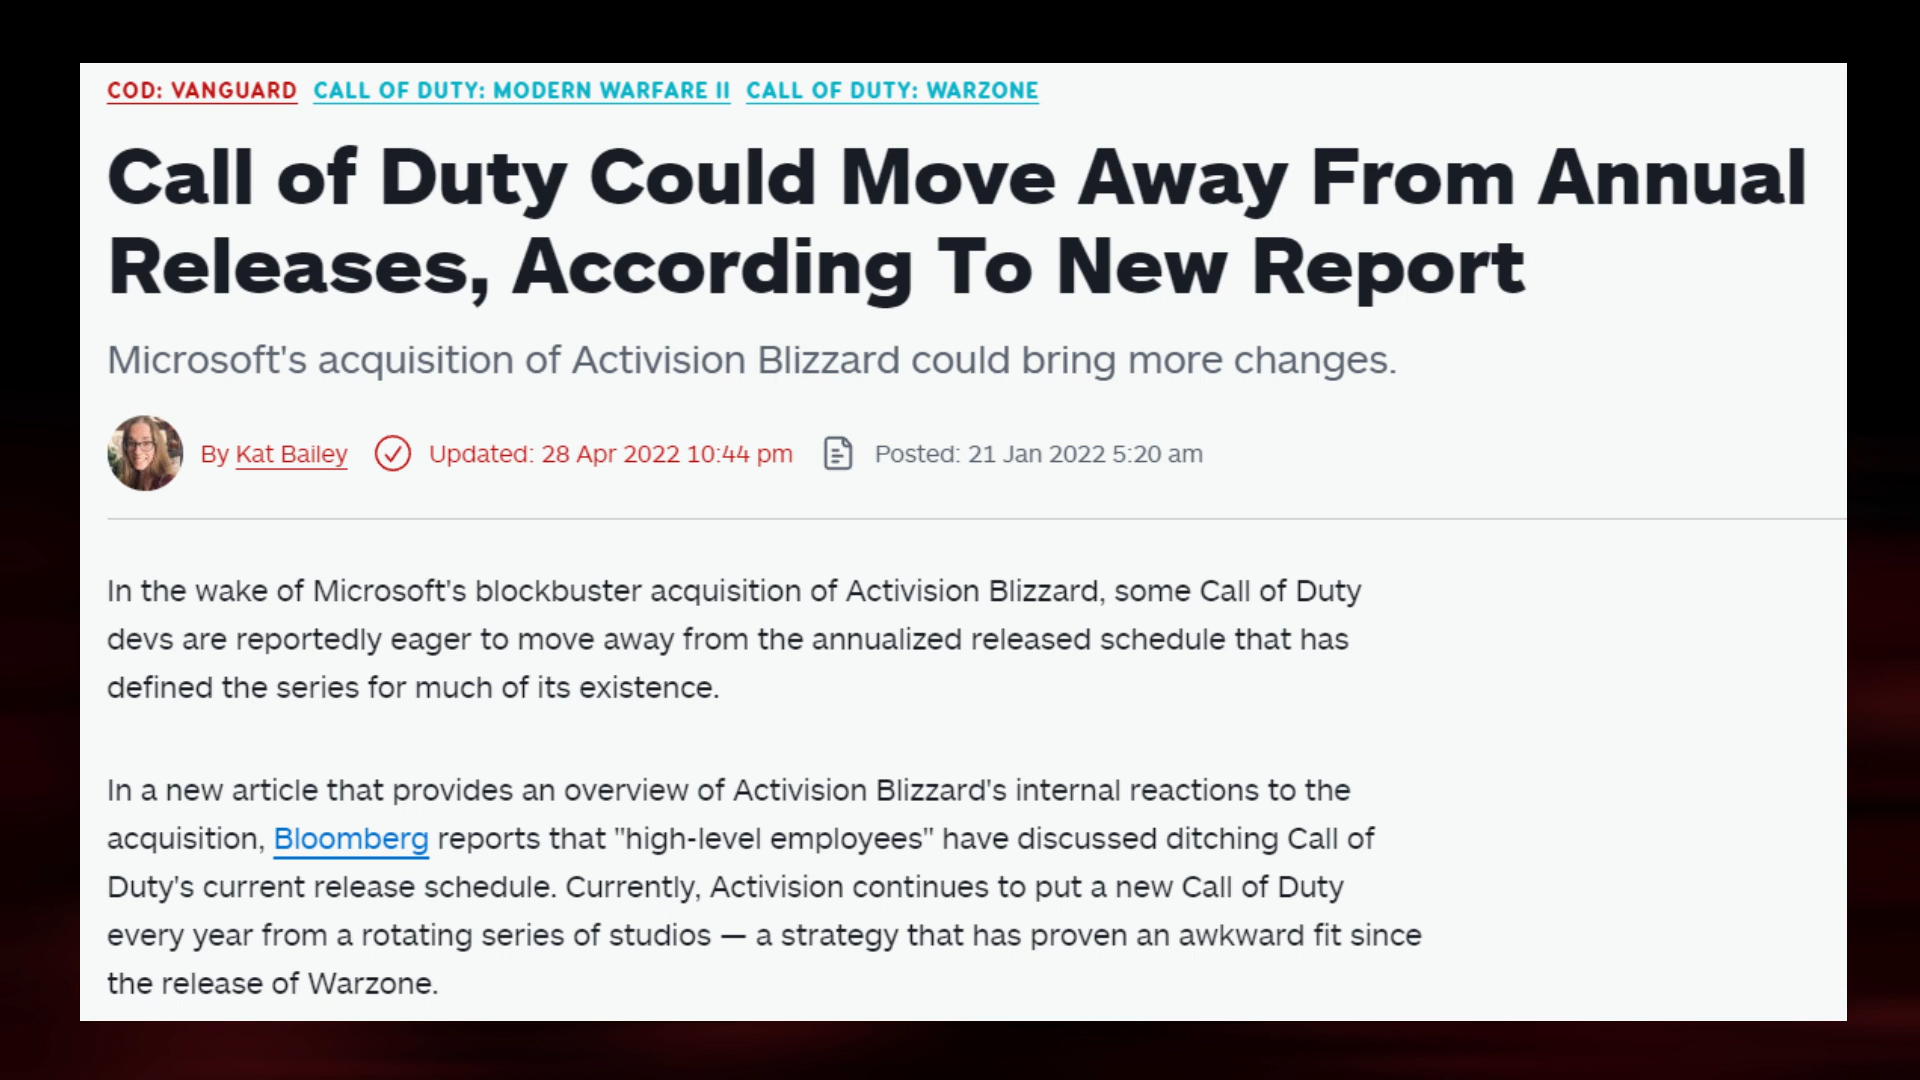 COD: VANGUARD CALL OF DUTY: MODERN WARFARE II CALL OF DUTY: WARZONE
Call of Duty Could Move Away From Annual
Releases, According To New Report
Microsoft's acquisition of Activision Blizzard could bring more changes.
By Kat Bailey Updated: 28 Apr 2022 10:44 pm Posted: 21 Jan 2022 5:20 am
In the wake of Microsoft's blockbuster acquisition of Activision Blizzard, some Call of Duty
devs are reportedly eager to move away from the annualized released schedule that has
defined the series for much of its existence.
In a new article that provides an overview of Activision Blizzard's internal reactions to the
acquisition, Bloomberg reports that "high-level employees" have discussed ditching Call of
Duty's current release schedule. Currently, Activision continues to put a new Call of Duty
every year from a rotating series of studios — a strategy that has proven an awkward fit since
the release of Warzone.